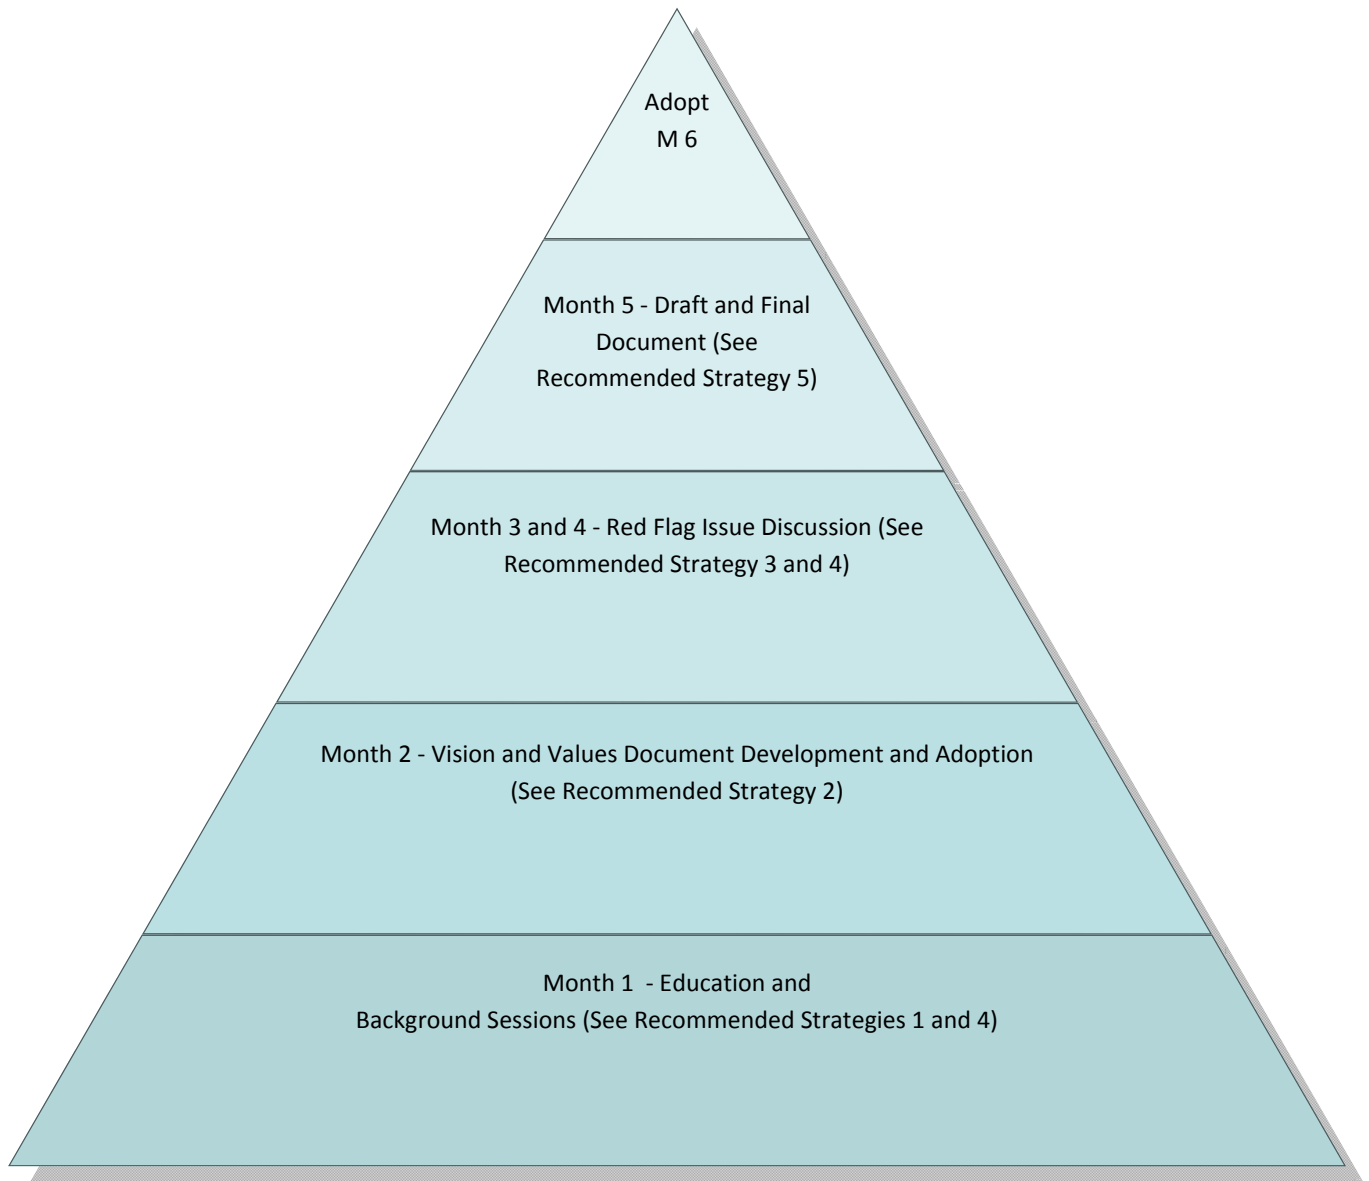 Adopt
M 6
Month 5 - Draft and Final
Document (See
Recommended Strategy 5)
Month 3 and 4 - Red Flag Issue Discussion (See
Recommended Strategy 3 and 4)
Month 2 - Vision and Values Document Development and Adoption
(See Recommended Strategy 2)
Month 1  - Education and
Background Sessions (See Recommended Strategies 1 and 4)